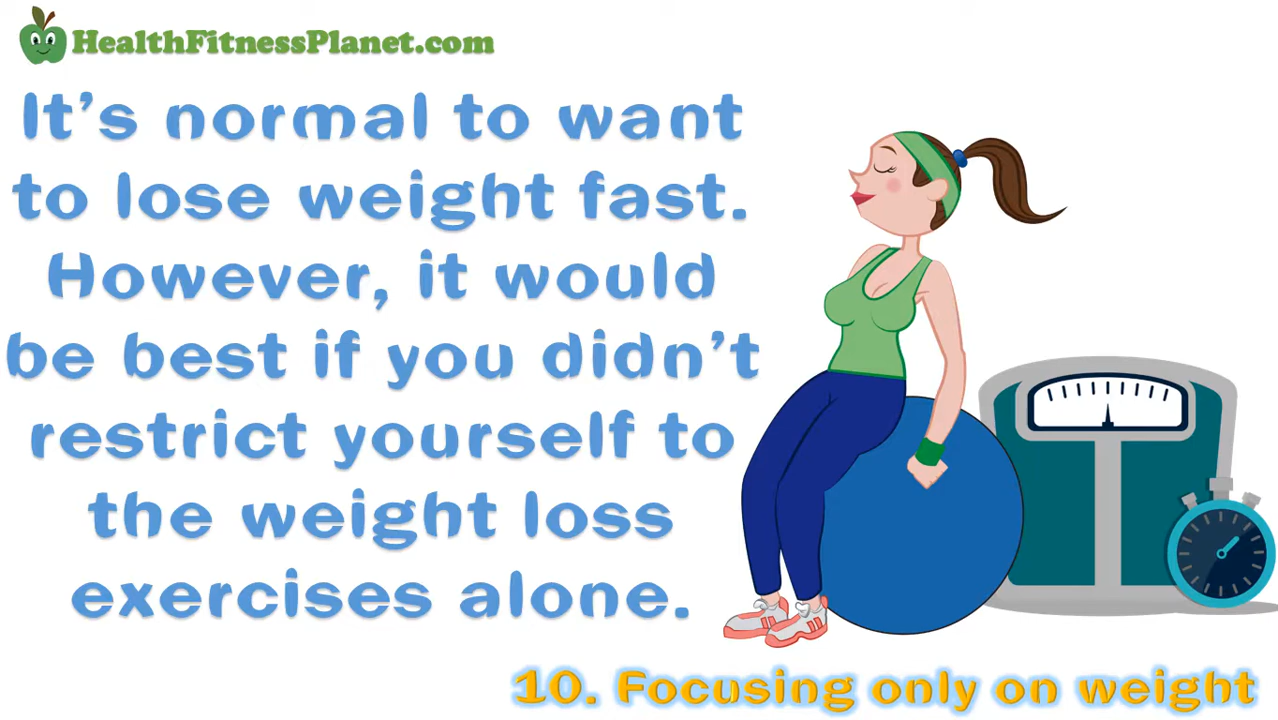 HealthFitnessPlanet.com
It's normal to want
to lose weight fast.
However, it would
be best if you didn't
restrict yourself to
the weight loss
exercises alone.
10. Focusing only on weight